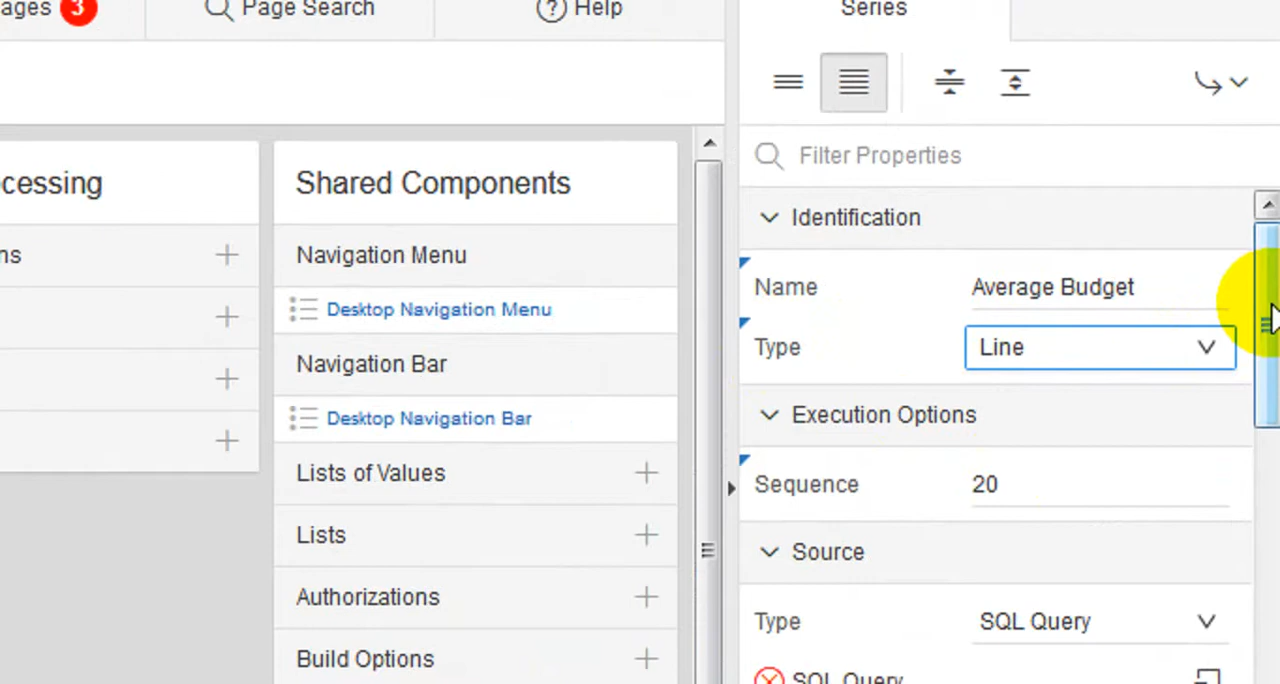 ages 3
Page Search
Help
Series
Filter Properties
cessing
ns
Shared Components
Navigation Menu
Desktop Navigation Menu
Navigation Bar
Desktop Navigation Bar
Lists of Values
Lists
Authorizations
Build Options
Identification
Name Average Budget
Type Line
Execution Options
Sequence 20
Source
Type SQL Query
SQL Query